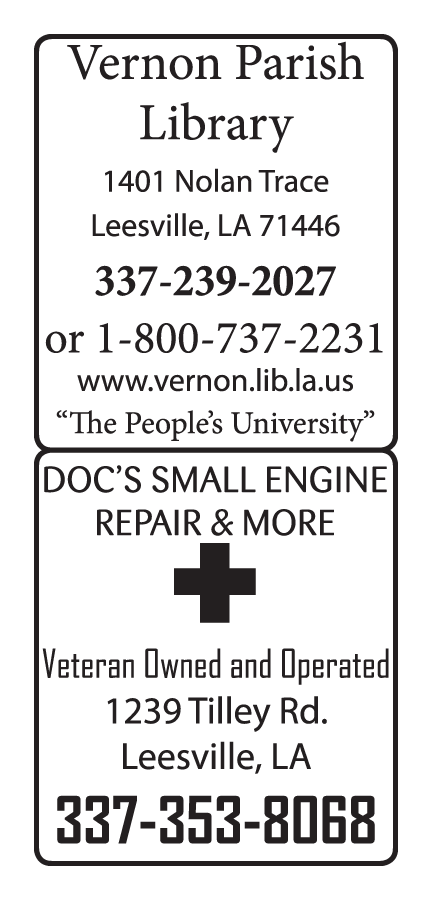 Vernon Parish
Library
1401 Nolan Trace
Leesville, LA 71446
337-239-2027
or 1-800-737-2231
www.vernon.lib.la.us
“The People’s University”
DOC’S SMALL ENGINE
REPAIR & MORE
Veteran Owned and Operated
1239 Tilley Rd.
Leesville, LA
337-353-8068